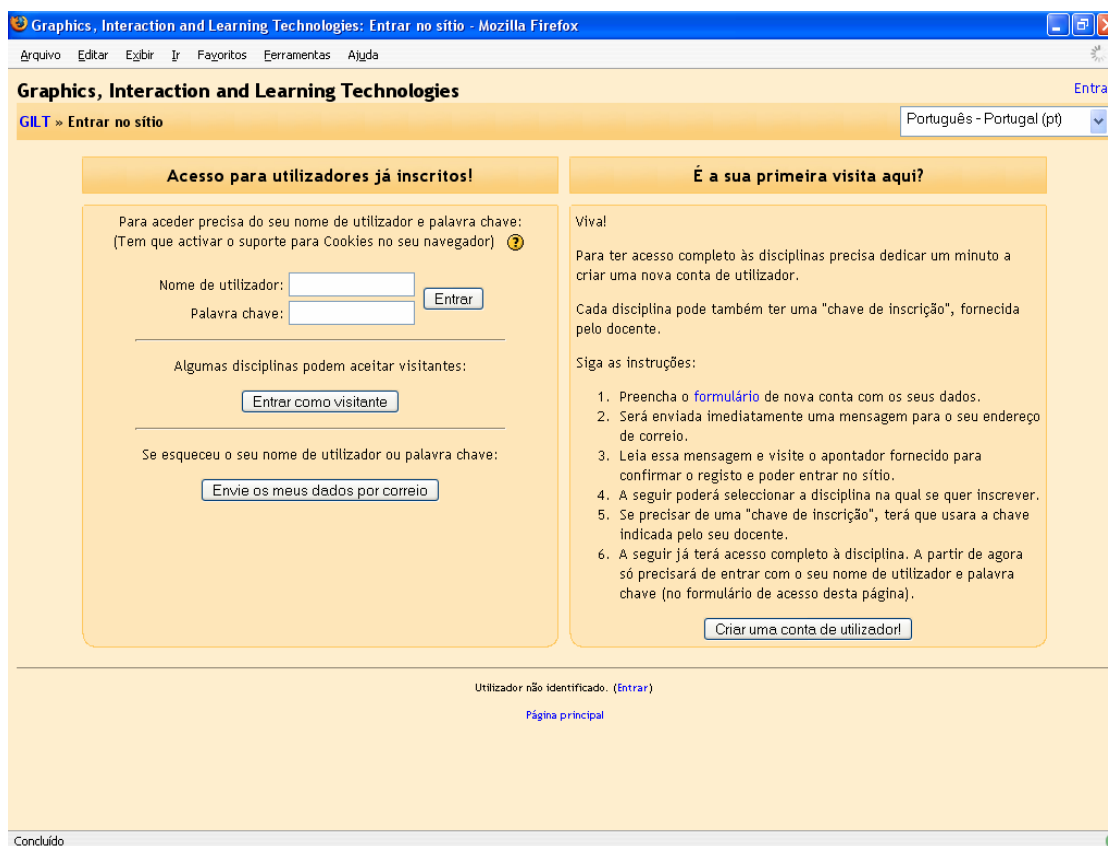 Graphics, Interaction and Learning Technologies: Entrar no sítio - Mozilla Firefox
Arquivo Editar Exibir Ir Favoritos Ferramentas Ajuda
Graphics, Interaction and Learning Technologies
Entra
GILT » Entrar no sítio
Português - Portugal (pt)
Acesso para utilizadores já inscritos!
Para aceder precisa do seu nome de utilizador e palavra chave:
(Tem que activar o suporte para Cookies no seu navegador) ?
Nome de utilizador:
Palavra chave:
Entrar
Algumas disciplinas podem aceitar visitantes:
Entrar como visitante
Se esqueceu o seu nome de utilizador ou palavra chave:
Envie os meus dados por correio
É a sua primeira visita aqui?
Viva!
Para ter acesso completo às disciplinas precisa dedicar um minuto a
criar uma nova conta de utilizador.
Cada disciplina pode também ter uma "chave de inscrição", fornecida
pelo docente.
Siga as instruções:
1. Preencha o formulário de nova conta com os seus dados.
2. Será enviada imediatamente uma mensagem para o seu endereço
de correio.
3. Leia essa mensagem e visite o apontador fornecido para
confirmar o registo e poder entrar no sítio.
4. A seguir poderá seleccionar a disciplina na qual se quer inscrever.
5. Se precisar de uma "chave de inscrição", terá que usara a chave
indicada pelo seu docente.
6. A seguir já terá acesso completo à disciplina. A partir de agora
só precisará de entrar com o seu nome de utilizador e palavra
chave (no formulário de acesso desta página).
Criar uma conta de utilizador!
Utilizador não identificado. (Entrar)
Página principal
Concluído